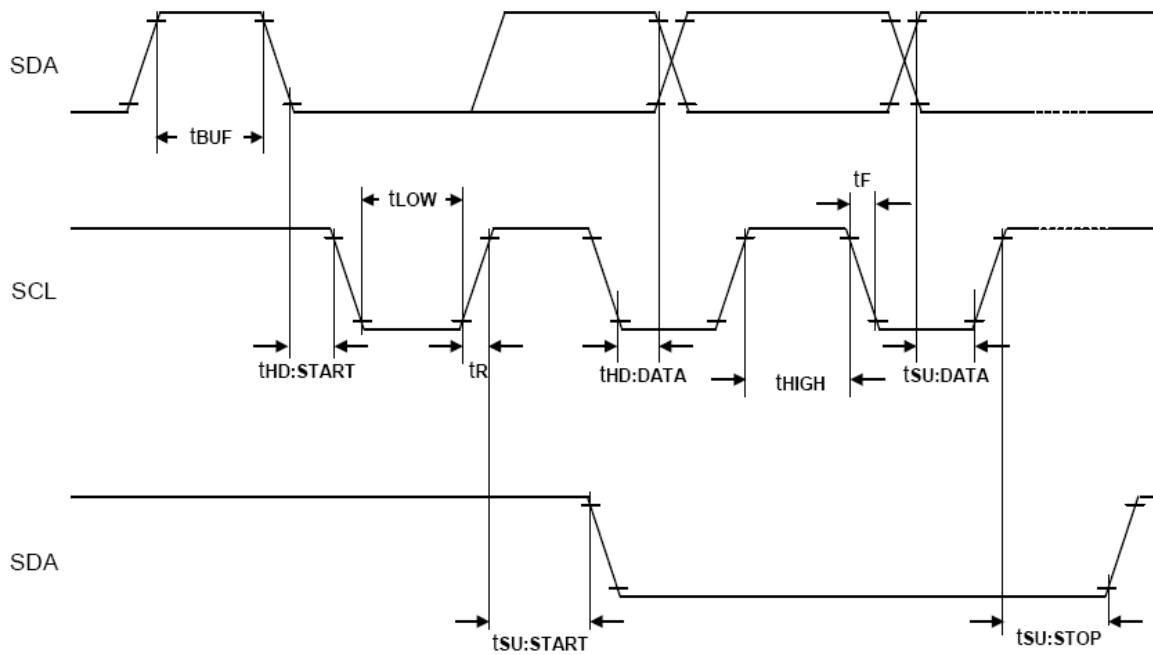 SDA
tBUF
tLOW
tF
SCL
tHD:START
tR
tHD:DATA
tHIGH
tSU:DATA
SDA
tSU:START
tSU:STOP